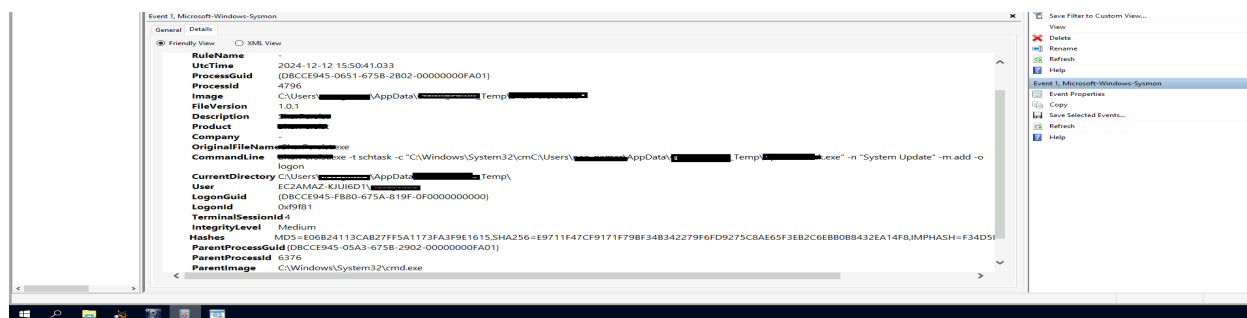 Event 1, Microsoft-Windows-Sysmon
General Details
Friendly View XML View
RuleName -
UtcTime 2024-12-12 15:50:41.033
ProcessGuid {DBCCE945-0651-675B-2B02-00000000FA01}
ProcessId 4796
Image C:\Users\ \AppData\ _Temp\
FileVersion 1.0.1
Description
Product
Company -
OriginalFileName exe
CommandLine exe -t schtask -c "C:\Windows\System32\cmC:\Users\ AppData\ _Temp\ k.exe" -n "System Update" -m add -o
logon
CurrentDirectory C:\Users\ \AppData _Temp\
User EC2AMAZ-KJUI6D1\
LogonGuid {DBCCE945-FB80-675A-819F-0F0000000000}
LogonId 0xf9f81
TerminalSessionId 4
IntegrityLevel Medium
Hashes MD5=E06B24113CAB27FF5A1173FA3F9E1615,SHA256=E9711F47CF9171F79BF34B342279F6FD9275C8AE65F3EB2C6EBB0B8432EA14F8,IMPHASH=F34D5
ParentProcessGuid {DBCCE945-05A3-675B-2902-00000000FA01}
ParentProcessId 6376
ParentImage C:\Windows\System32\cmd.exe
Save Filter to Custom View...
View
Delete
Rename
Refresh
Help
Event 1, Microsoft-Windows-Sysmon
Event Properties
Copy
Save Selected Events...
Refresh
Help